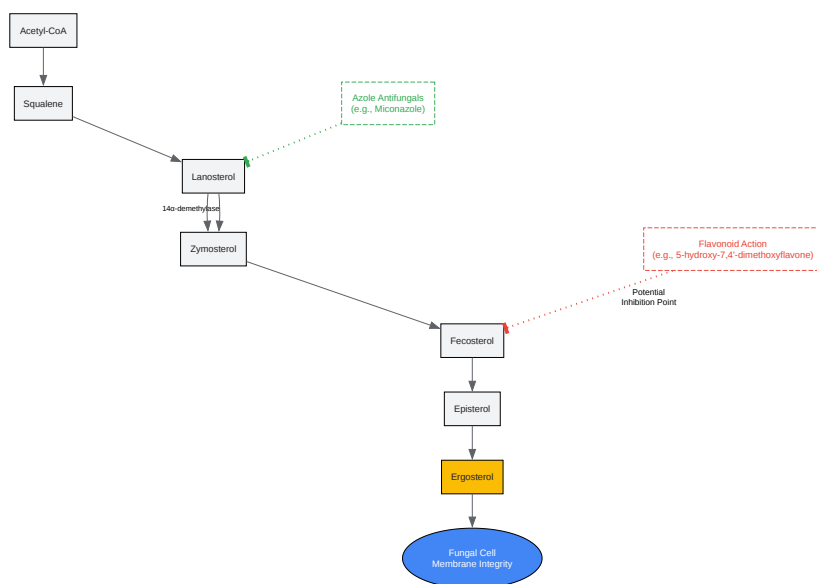 Acetyl-CoA
Squalene
Azole Antifungals
(e.g., Miconazole)
Lanosterol
14α-demethylase
Zymosterol
Flavonoid Action
(e.g., 5-hydroxy-7,4'-dimethoxyflavone)
Potential
Inhibition Point
Fecosterol
Episterol
Ergosterol
Fungal Cell
Membrane Integrity